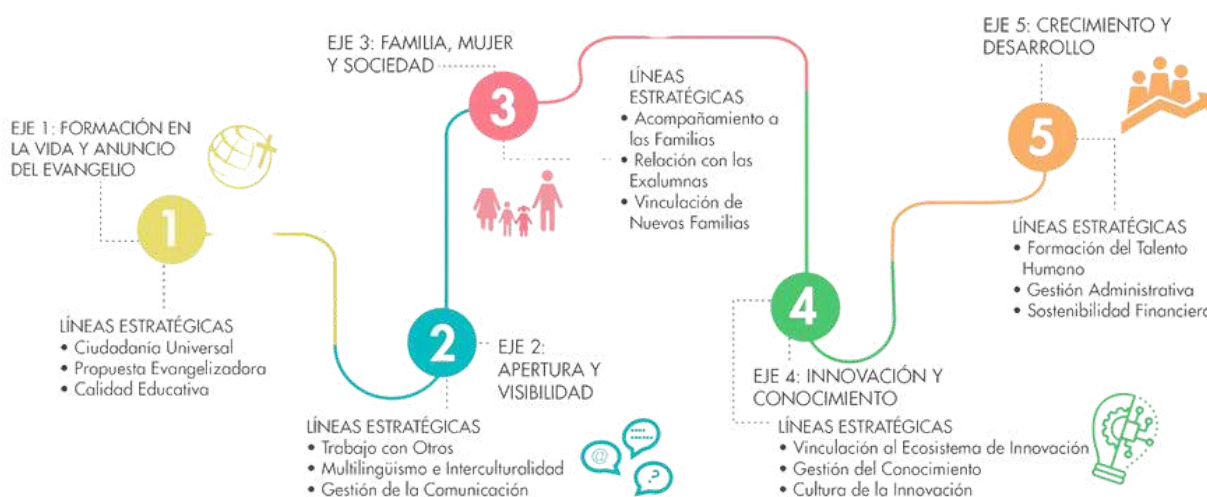 EJE 1: FORMACIÓN EN
LA VIDA Y ANUNCIO
DEL EVANGELIO
1
LÍNEAS ESTRATÉGICAS
• Ciudadanía Universal
• Propuesta Evangelizadora
• Calidad Educativa
2
EJE 2:
APERTURA Y
VISIBILIDAD
LÍNEAS ESTRATÉGICAS
• Trabajo con Otros
• Multilingüismo e Interculturalidad
• Gestión de la Comunicación
@
?
EJE 3: FAMILIA, MUJER
Y SOCIEDAD
3
LÍNEAS
ESTRATÉGICAS
• Acompañamiento a
las Familias
• Relación con las
Exalumnas
• Vinculación de
Nuevas Familias
4
EJE 4: INNOVACIÓN Y
CONOCIMIENTO
LÍNEAS ESTRATÉGICAS
• Vinculación al Ecosistema de Innovación
• Gestión del Conocimiento
• Cultura de la Innovación
EJE 5: CRECIMIENTO Y
DESARROLLO
5
LÍNEAS ESTRATÉGICAS
• Formación del Talento
Humano
• Gestión Administrativa
• Sostenibilidad Financiera